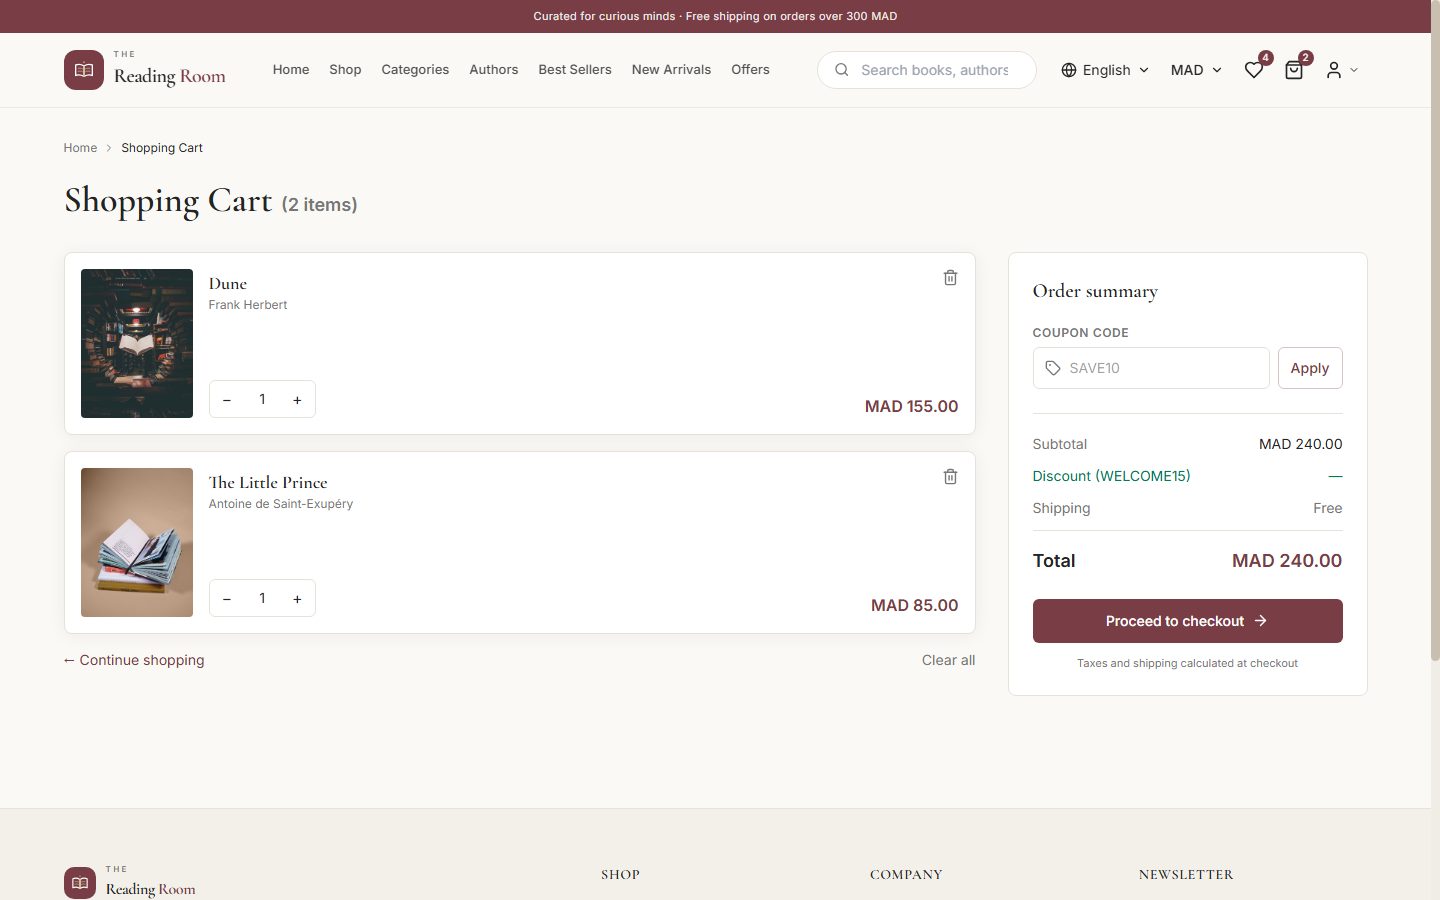 Curated for curious minds · Free shipping on orders over 300 MAD
THE
Reading Room
Home
Shop
Categories
Authors
Best Sellers
New Arrivals
Offers
Search books, authors
English
MAD
4
2
Home > Shopping Cart
Shopping Cart (2 items)
Dune
Frank Herbert
− 1 +
MAD 155.00
The Little Prince
Antoine de Saint-Exupéry
− 1 +
MAD 85.00
← Continue shopping
Clear all
Order summary
COUPON CODE
SAVE10
Apply
Subtotal MAD 240.00
Discount (WELCOME15) —
Shipping Free
Total MAD 240.00
Proceed to checkout →
Taxes and shipping calculated at checkout
THE
Reading Room
SHOP
COMPANY
NEWSLETTER